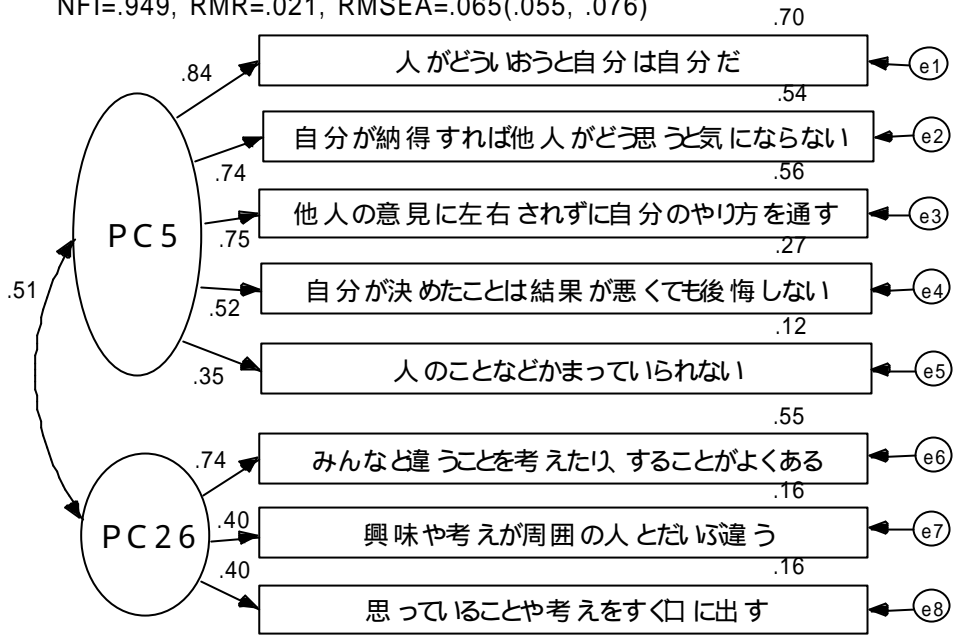 NFI=.949, RMR=.021, RMSEA=.065(.055, .076)
.70
.84
人がどういおうと自分は自分だ
e1
.54
自分が納得すれば他人がどう思うと気にならない
e2
.74
.56
他人の意見に左右されずに自分のやり方を通す
e3
PC5
.75
.27
.51
自分が決めたことは結果が悪くても後悔しない
e4
.52
.12
人のことなどかまっていられない
e5
.35
.55
.74
みんなと違うことを考えたり、することがよくある
e6
.16
.40
興味や考えが周囲の人とだいぶ違う
e7
PC26
.40
.16
思っていることや考えをすぐ口に出す
e8